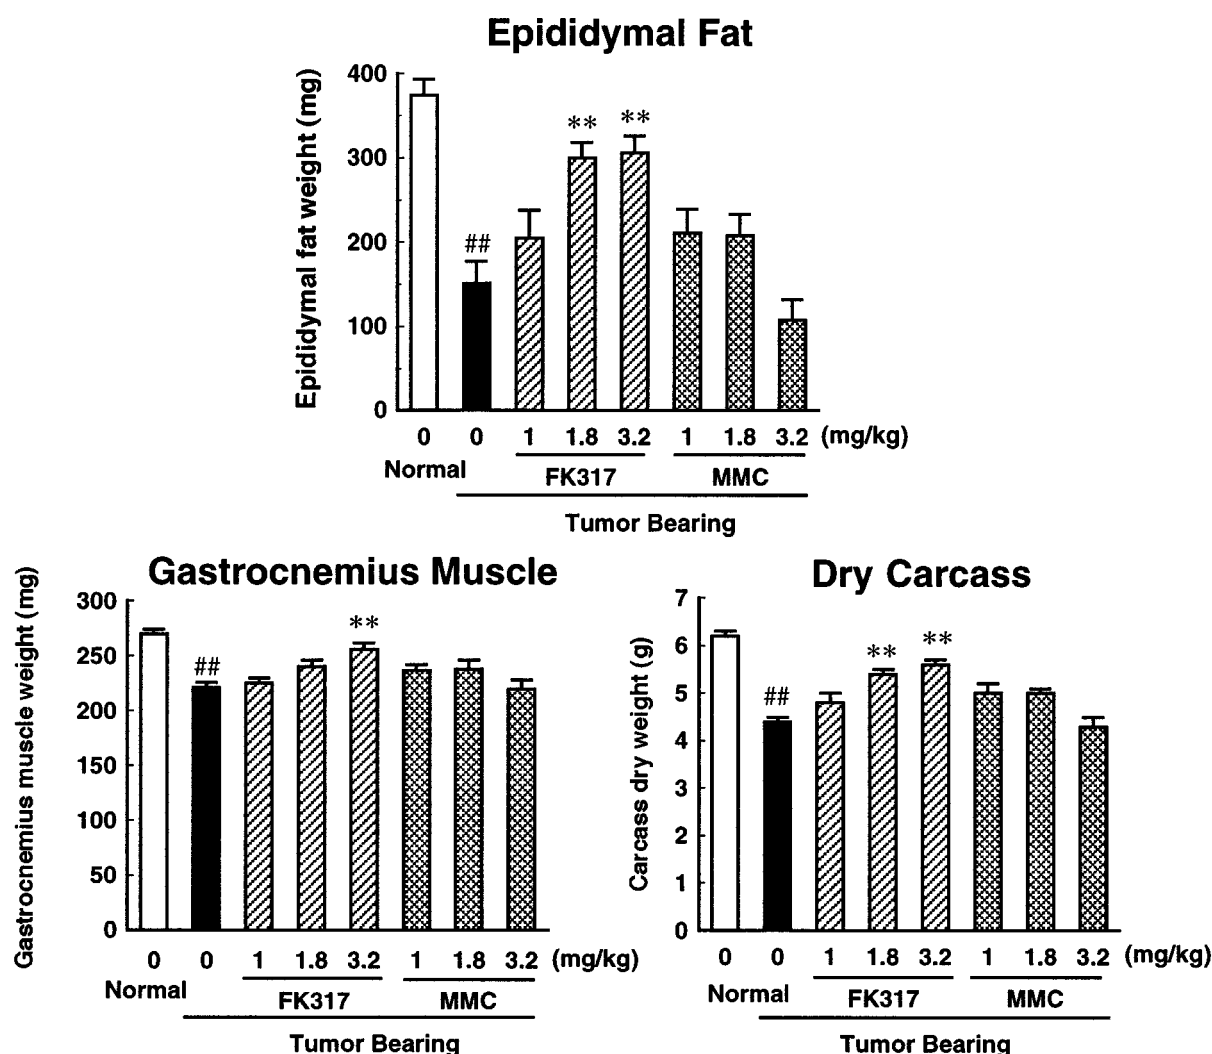 Epididymal Fat
Epididymal fat weight (mg)
400
300
200
100
0
##
**
**
0 0 1 1.8 3.2 1 1.8 3.2 (mg/kg)
Normal
FK317 MMC
Tumor Bearing
Gastrocnemius Muscle
Gastrocnemius muscle weight (mg)
300
250
200
150
100
50
0
##
**
0 0 1 1.8 3.2 1 1.8 3.2 (mg/kg)
Normal
FK317 MMC
Tumor Bearing
Dry Carcass
Carcass dry weight (g)
7
6
5
4
3
2
1
0
##
**
**
0 0 1 1.8 3.2 1 1.8 3.2 (mg/kg)
Normal
FK317 MMC
Tumor Bearing